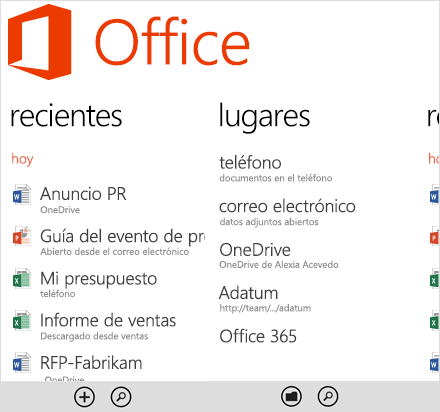 Office
recientes
hoy
Anuncio PR
OneDrive
Guía del evento de pr
Abierto desde el correo electrónico
Mi presupuesto
teléfono
Informe de ventas
Descargado desde ventas
RFP-Fabrikam
OneDrive
lugares
teléfono
documentos en el teléfono
correo electrónico
datos adjuntos abiertos
OneDrive
OneDrive de Alexia Acevedo
Adatum
http://team/.../adatum
Office 365
re
ho